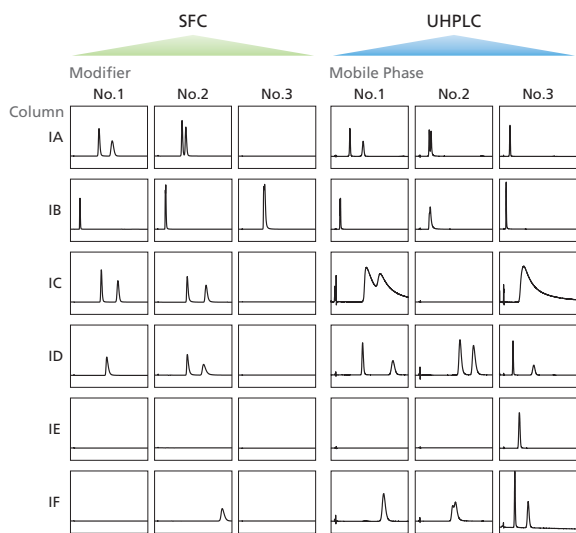 SFC UHPLC
Modifier Mobile Phase
No.1 No.2 No.3 No.1 No.2 No.3
Column
IA
IB
IC
ID
IE
IF